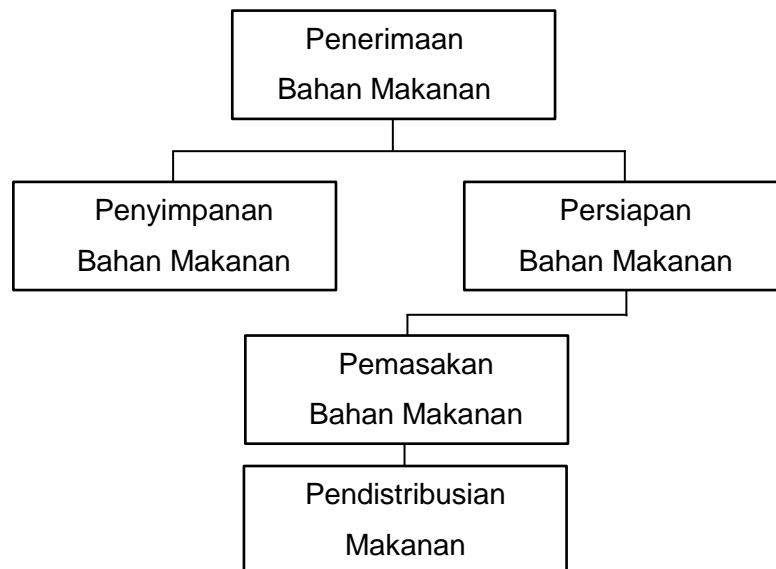 Penerimaan
Bahan Makanan
Penyimpanan
Bahan Makanan
Persiapan
Bahan Makanan
Pemasakan
Bahan Makanan
Pendistribusian
Makanan